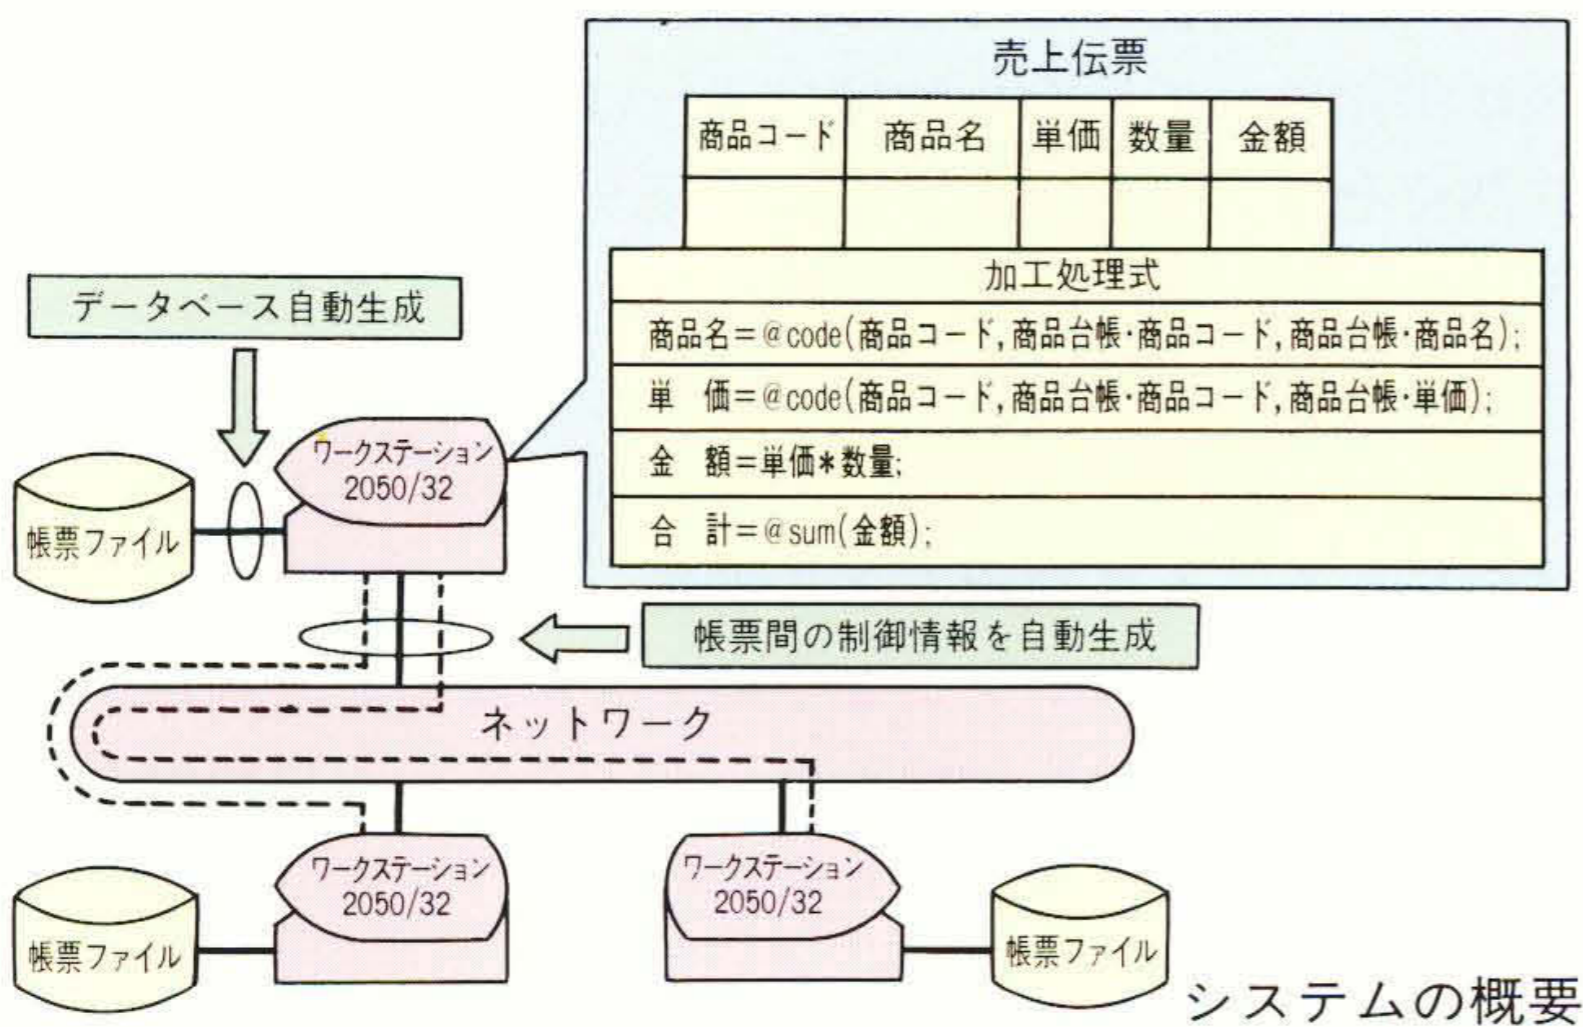 売上伝票
商品コード 商品名 単価 数量 金額
加工処理式
商品名=@code(商品コード,商品台帳・商品コード,商品台帳・商品名);
単 価=@code(商品コード,商品台帳・商品コード,商品台帳・単価);
金 額=単価*数量;
合 計=@sum(金額);
データベース自動生成
ワークステーション
2050/32
帳票ファイル
帳票間の制御情報を自動生成
ネットワーク
ワークステーション
2050/32
帳票ファイル
ワークステーション
2050/32
帳票ファイル
システムの概要